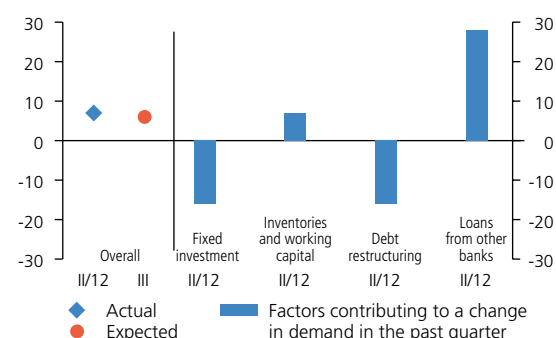 30 30
20 20
10 10
0 0
-10 -10
-20 -20
-30 -30
Overall
Fixed
investment
Inventories
and working
capital
Debt
restructuring
Loans
from other
banks
II/12 III II/12 II/12 II/12 II/12
Actual
Expected
Factors contributing to a change
in demand in the past quarter